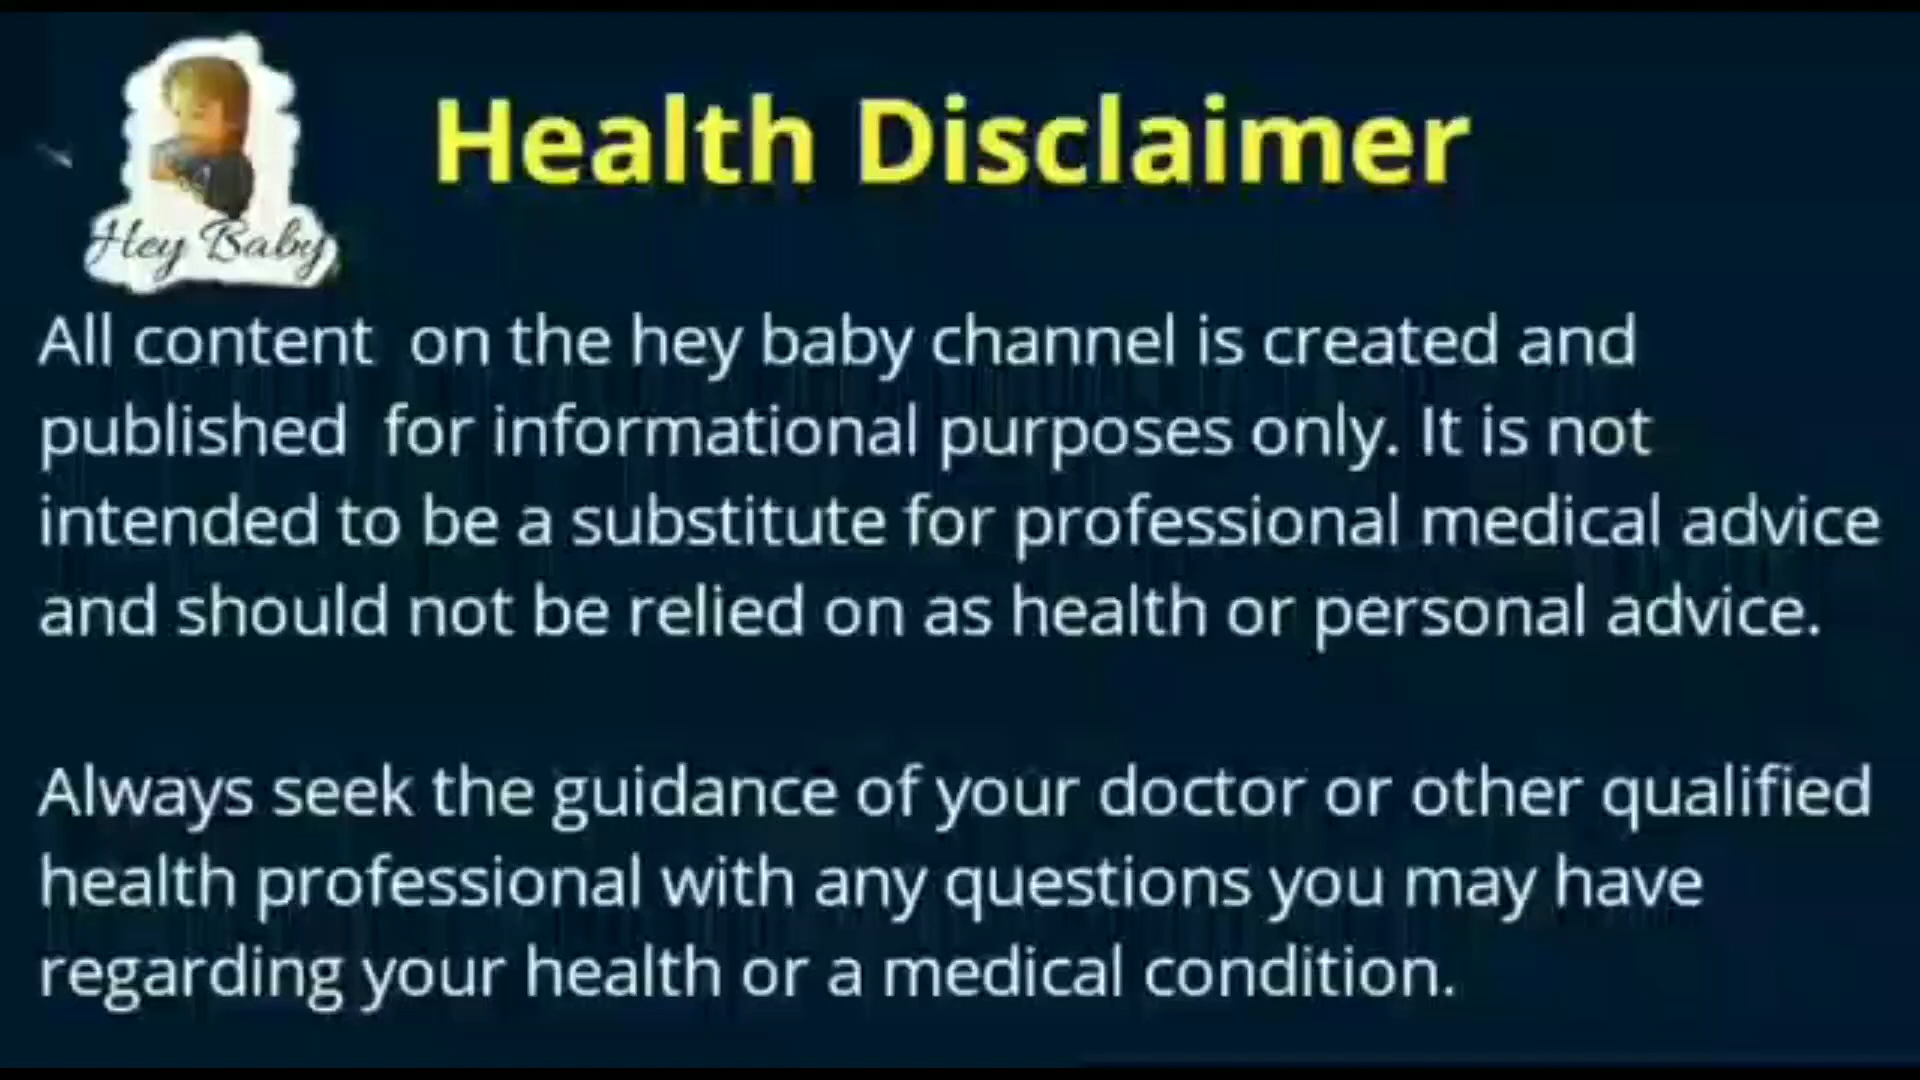 Health Disclaimer
Hey Baby
All content on the hey baby channel is created and
published for informational purposes only. It is not
intended to be a substitute for professional medical advice
and should not be relied on as health or personal advice.
Always seek the guidance of your doctor or other qualified
health professional with any questions you may have
regarding your health or a medical condition.